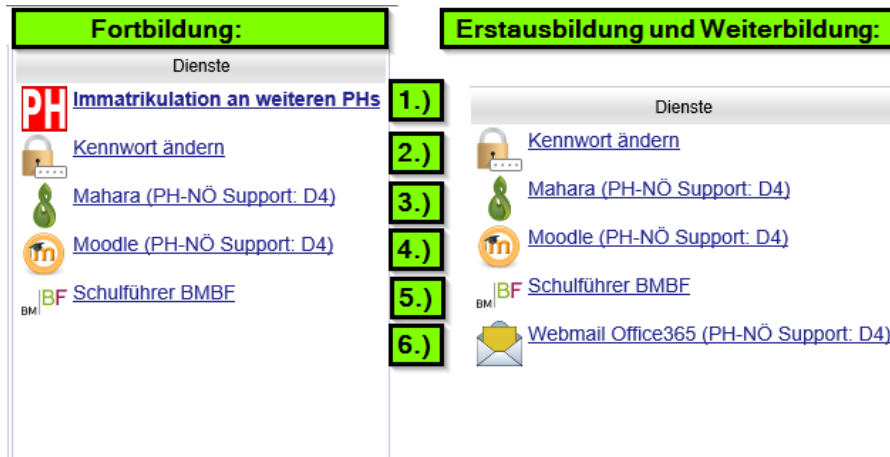 Fortbildung:
Dienste
PH Immatrikulation an weiteren PHs
Kennwort ändern
Mahara (PH-NÖ Support: D4)
Moodle (PH-NÖ Support: D4)
BM BF Schulführer BMBF
1.)
2.)
3.)
4.)
5.)
6.)
Erstausbildung und Weiterbildung:
Dienste
Kennwort ändern
Mahara (PH-NÖ Support: D4)
Moodle (PH-NÖ Support: D4)
BM BF Schulführer BMBF
Webmail Office365 (PH-NÖ Support: D4)